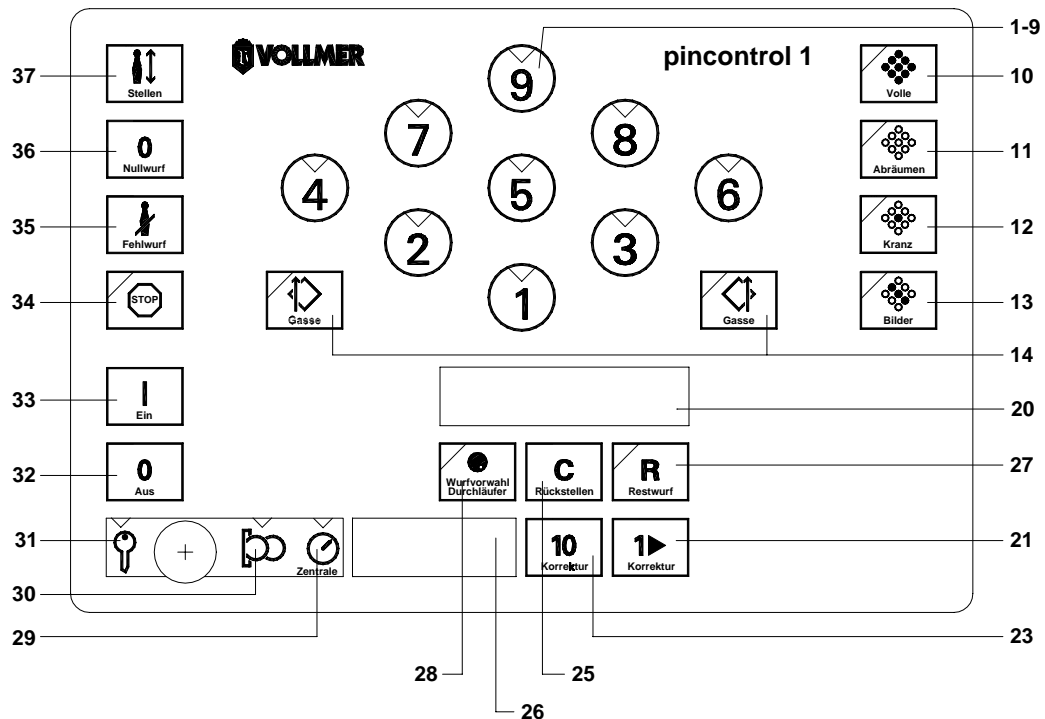 VOLLMER
pincontrol 1
1-9
37
Stellen
9
Volle
10
7
8
36
0
Nullwurf
Abräumen
11
4
5
6
35
Fehlwurf
2
3
Kranz
12
34
STOP
Gasse
1
Gasse
Bilder
13
14
33
I
Ein
20
32
0
Aus
Wurfvorwahl
Durchläufer
C
Rückstellen
R
Restwurf
27
31
Zentrale
10
Korrektur
1
Korrektur
21
30
29
23
28
25
26